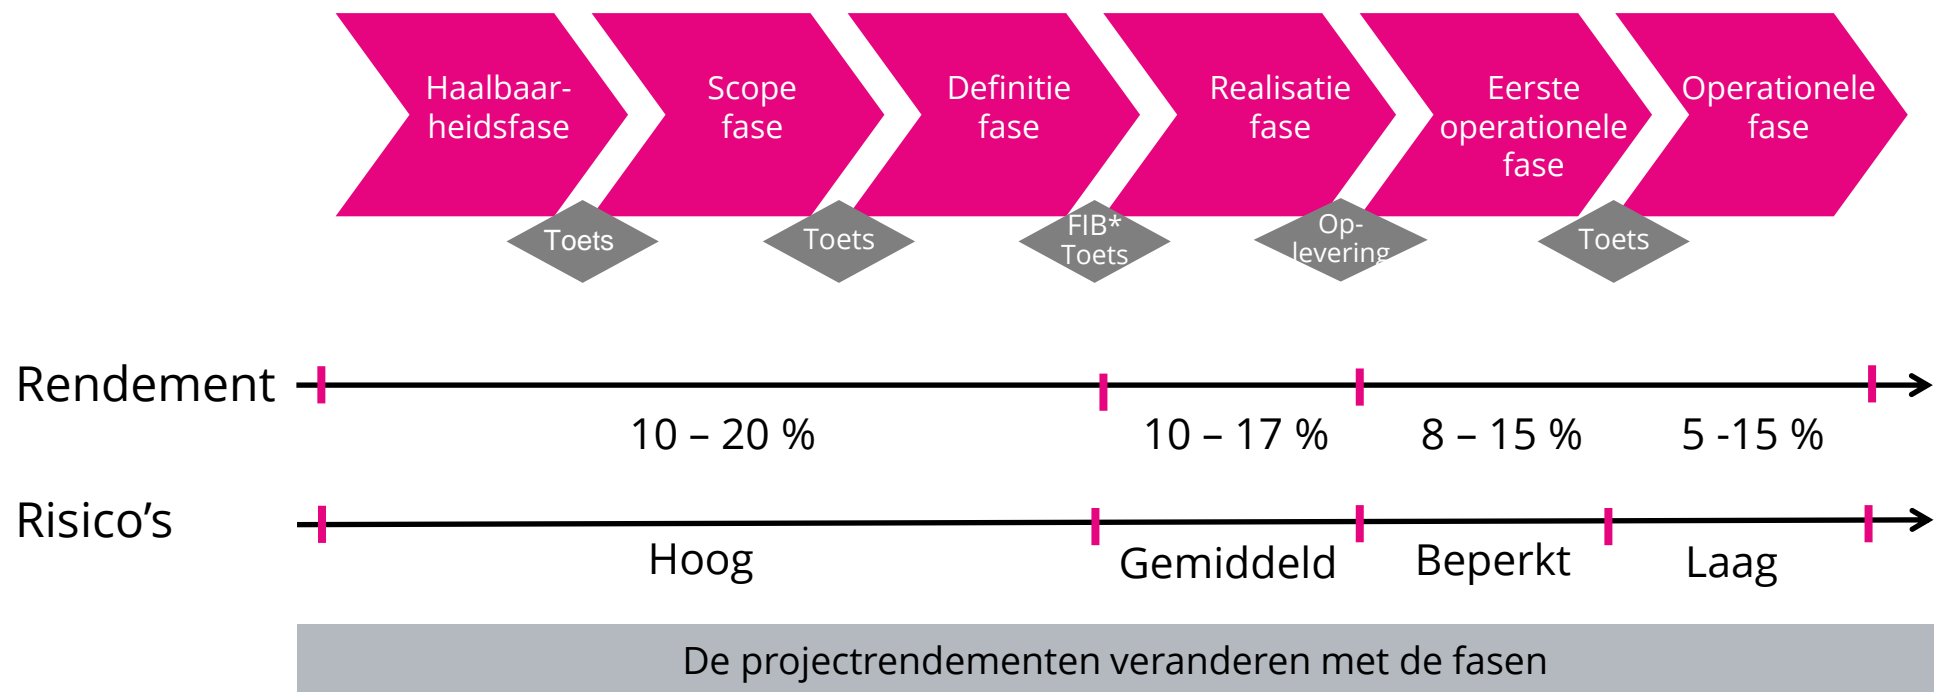 Haalbaar-
heidsfase
Scope
fase
Definitie
fase
Realisatie
fase
Eerste
operationele
fase
Operationele
fase
Toets
Toets
FIB*
Toets
Op-
levering
Toets
Rendement
10 – 20 %
10 – 17 %
8 – 15 %
5 -15 %
Risico’s
Hoog
Gemiddeld
Beperkt
Laag
De projectrendementen veranderen met de fasen